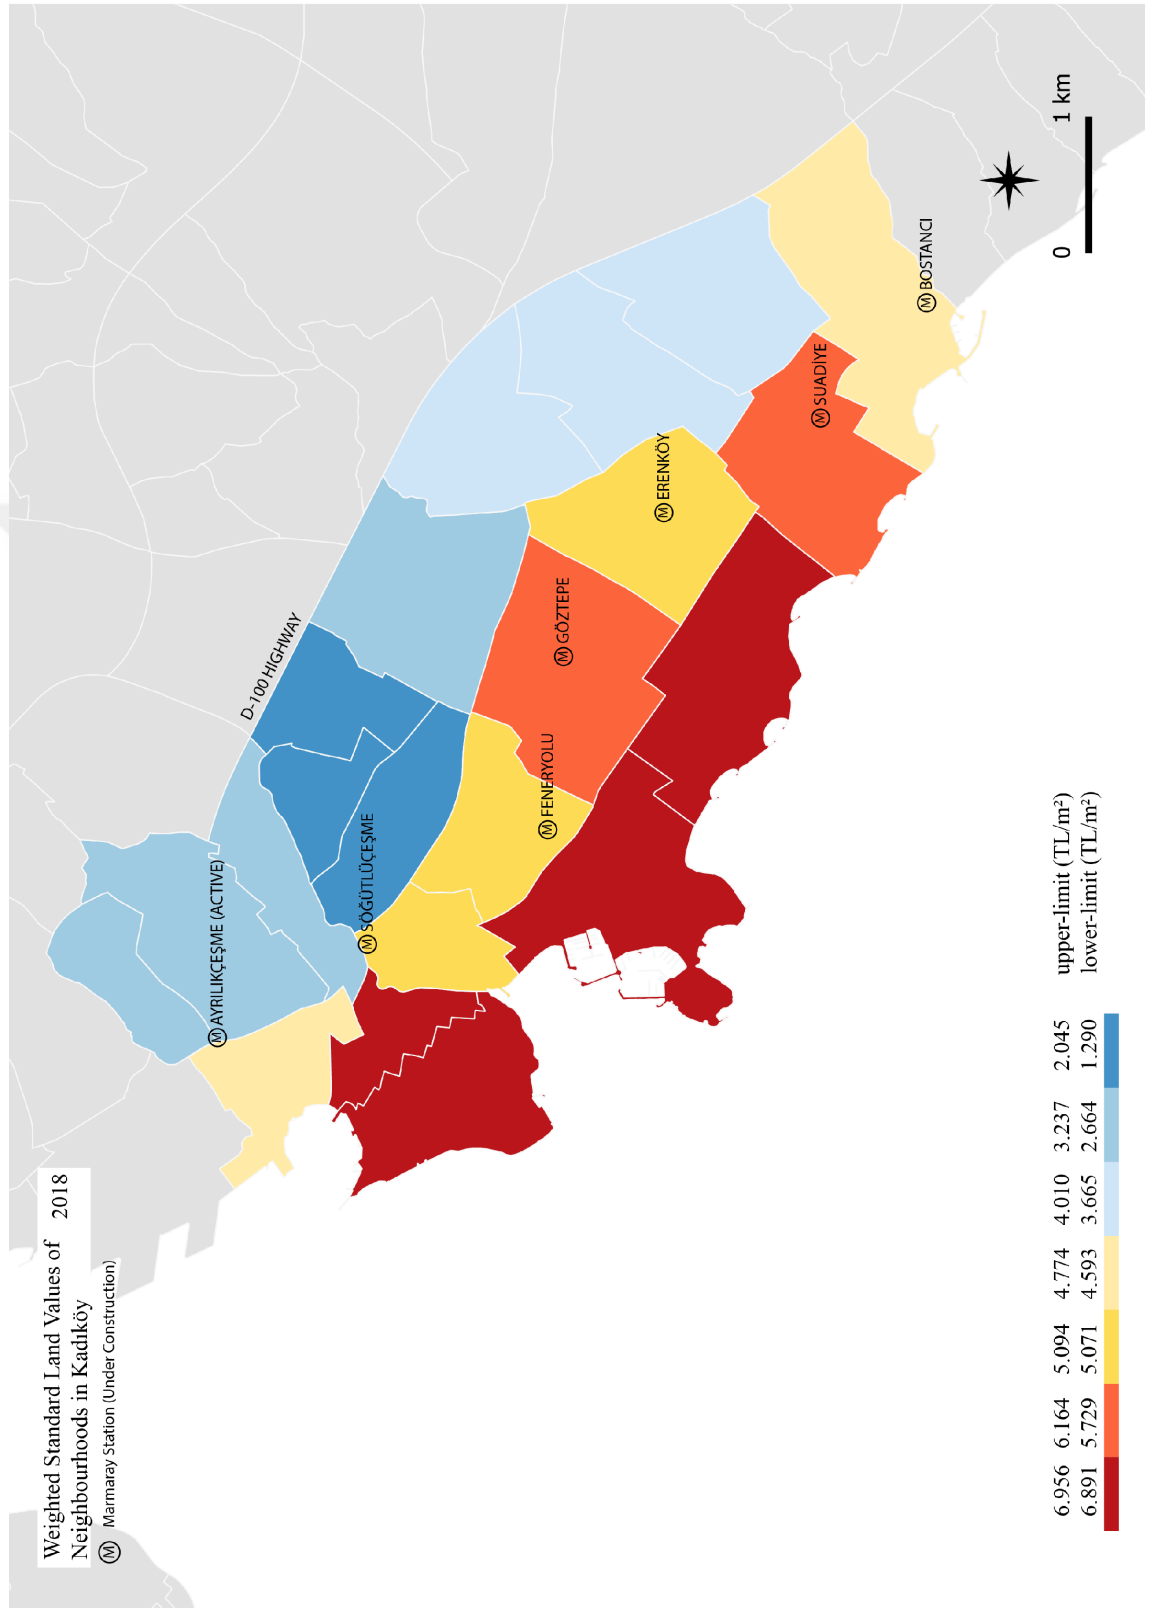 Weighted Standard Land Values of
Neighbourhoods in Kadıköy
2018
M Marmaray Station (Under Construction)
D-100 HIGHWAY
M AYRILIKÇEŞME (ACTIVE)
M SÖĞÜTLÜÇEŞME
M FENERYOLU
M GÖZTEPE
M ERENKÖY
M SUADİYE
M BOSTANCI
6.956 6.164 5.094 4.774 4.010 3.237 2.045 upper-limit (TL/m²)
6.891 5.729 5.071 4.593 3.665 2.664 1.290 lower-limit (TL/m²)
0 1 km